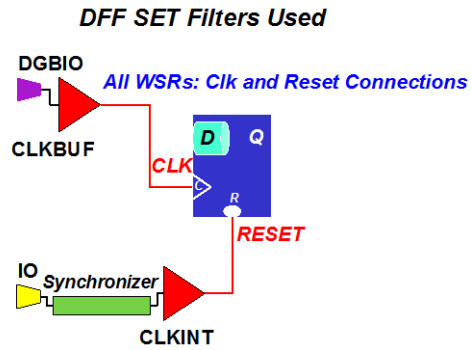 DFF SET Filters Used
DGBIO
All WSRs: Clk and Reset Connections
CLKBUF
D
Q
CLK
C
R
RESET
IO
Synchronizer
CLKINT